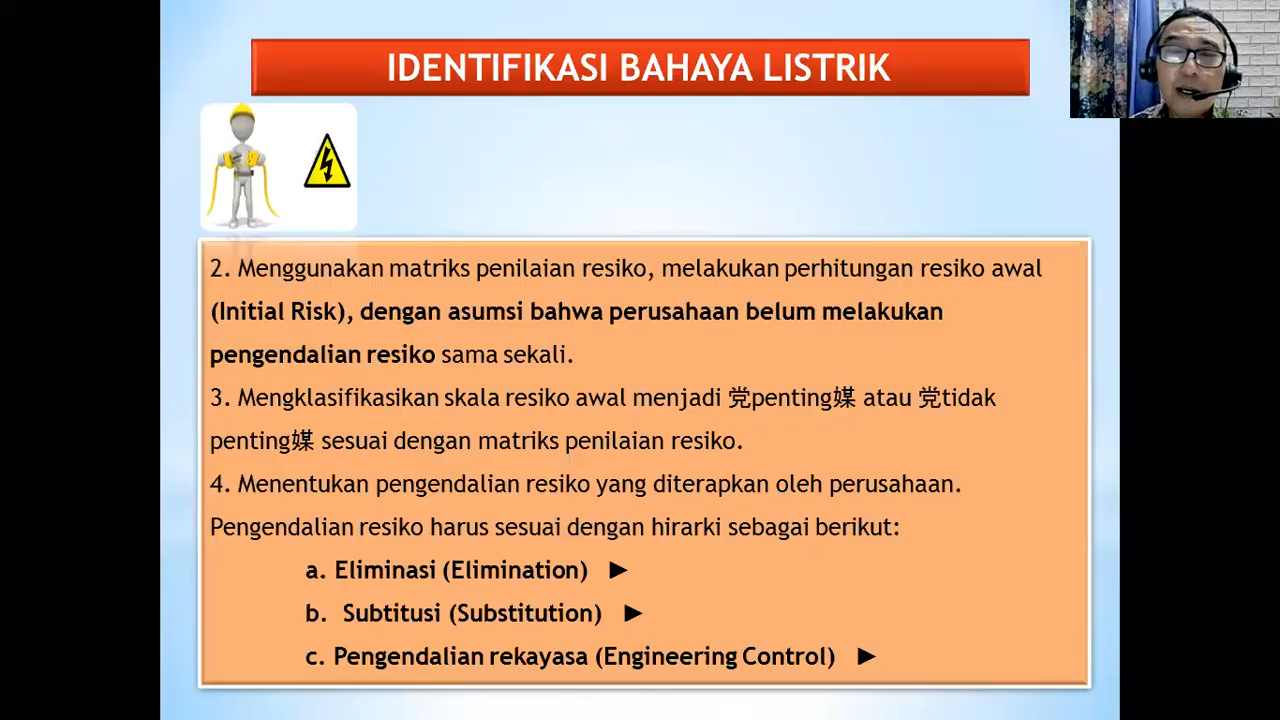 IDENTIFIKASI BAHAYA LISTRIK
2. Menggunakan matriks penilaian resiko, melakukan perhitungan resiko awal
(Initial Risk), dengan asumsi bahwa perusahaan belum melakukan
pengendalian resiko sama sekali.
3. Mengklasifikasikan skala resiko awal menjadi 党penting媒 atau 党tidak
penting媒 sesuai dengan matriks penilaian resiko.
4. Menentukan pengendalian resiko yang diterapkan oleh perusahaan.
Pengendalian resiko harus sesuai dengan hirarki sebagai berikut:
a. Eliminasi (Elimination) ►
b. Subtitusi (Substitution) ►
c. Pengendalian rekayasa (Engineering Control) ►